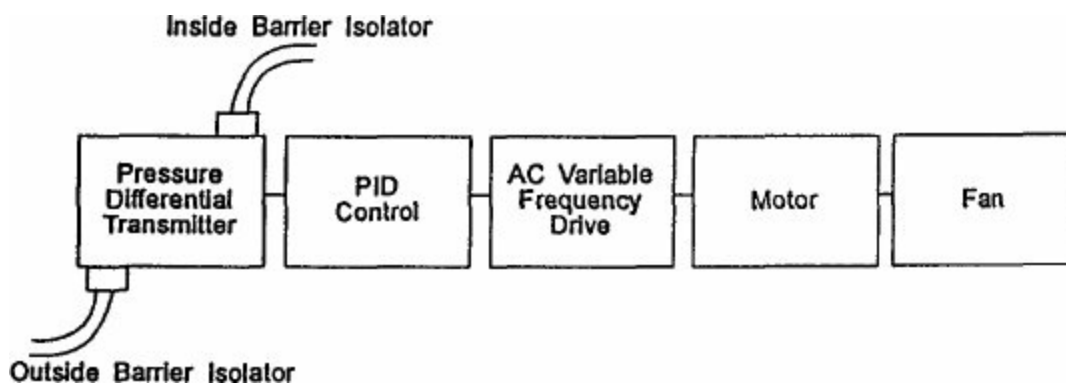 Inside Barrier Isolator
Pressure
Differential
Transmitter
PID
Control
AC Variable
Frequency
Drive
Motor
Fan
Outside Barrier Isolator